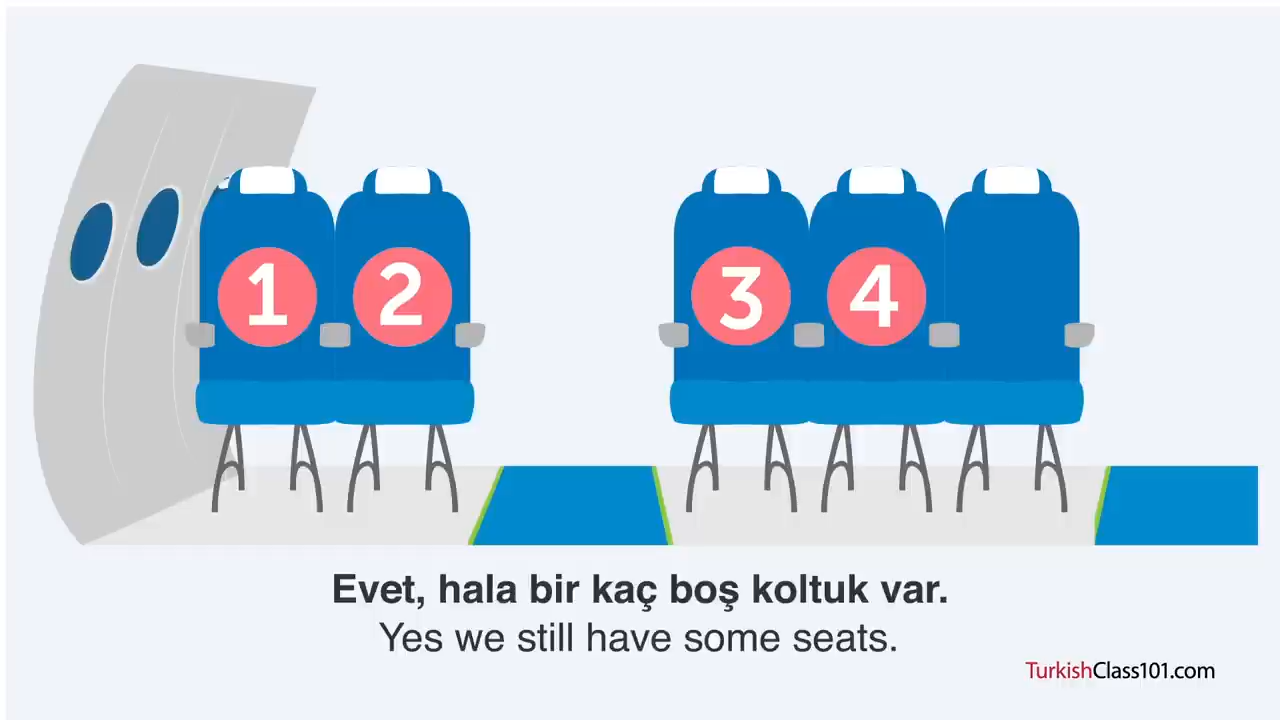 1 2 3 4
Evet, hala bir kaç boş koltuk var.
Yes we still have some seats.
TurkishClass101.com